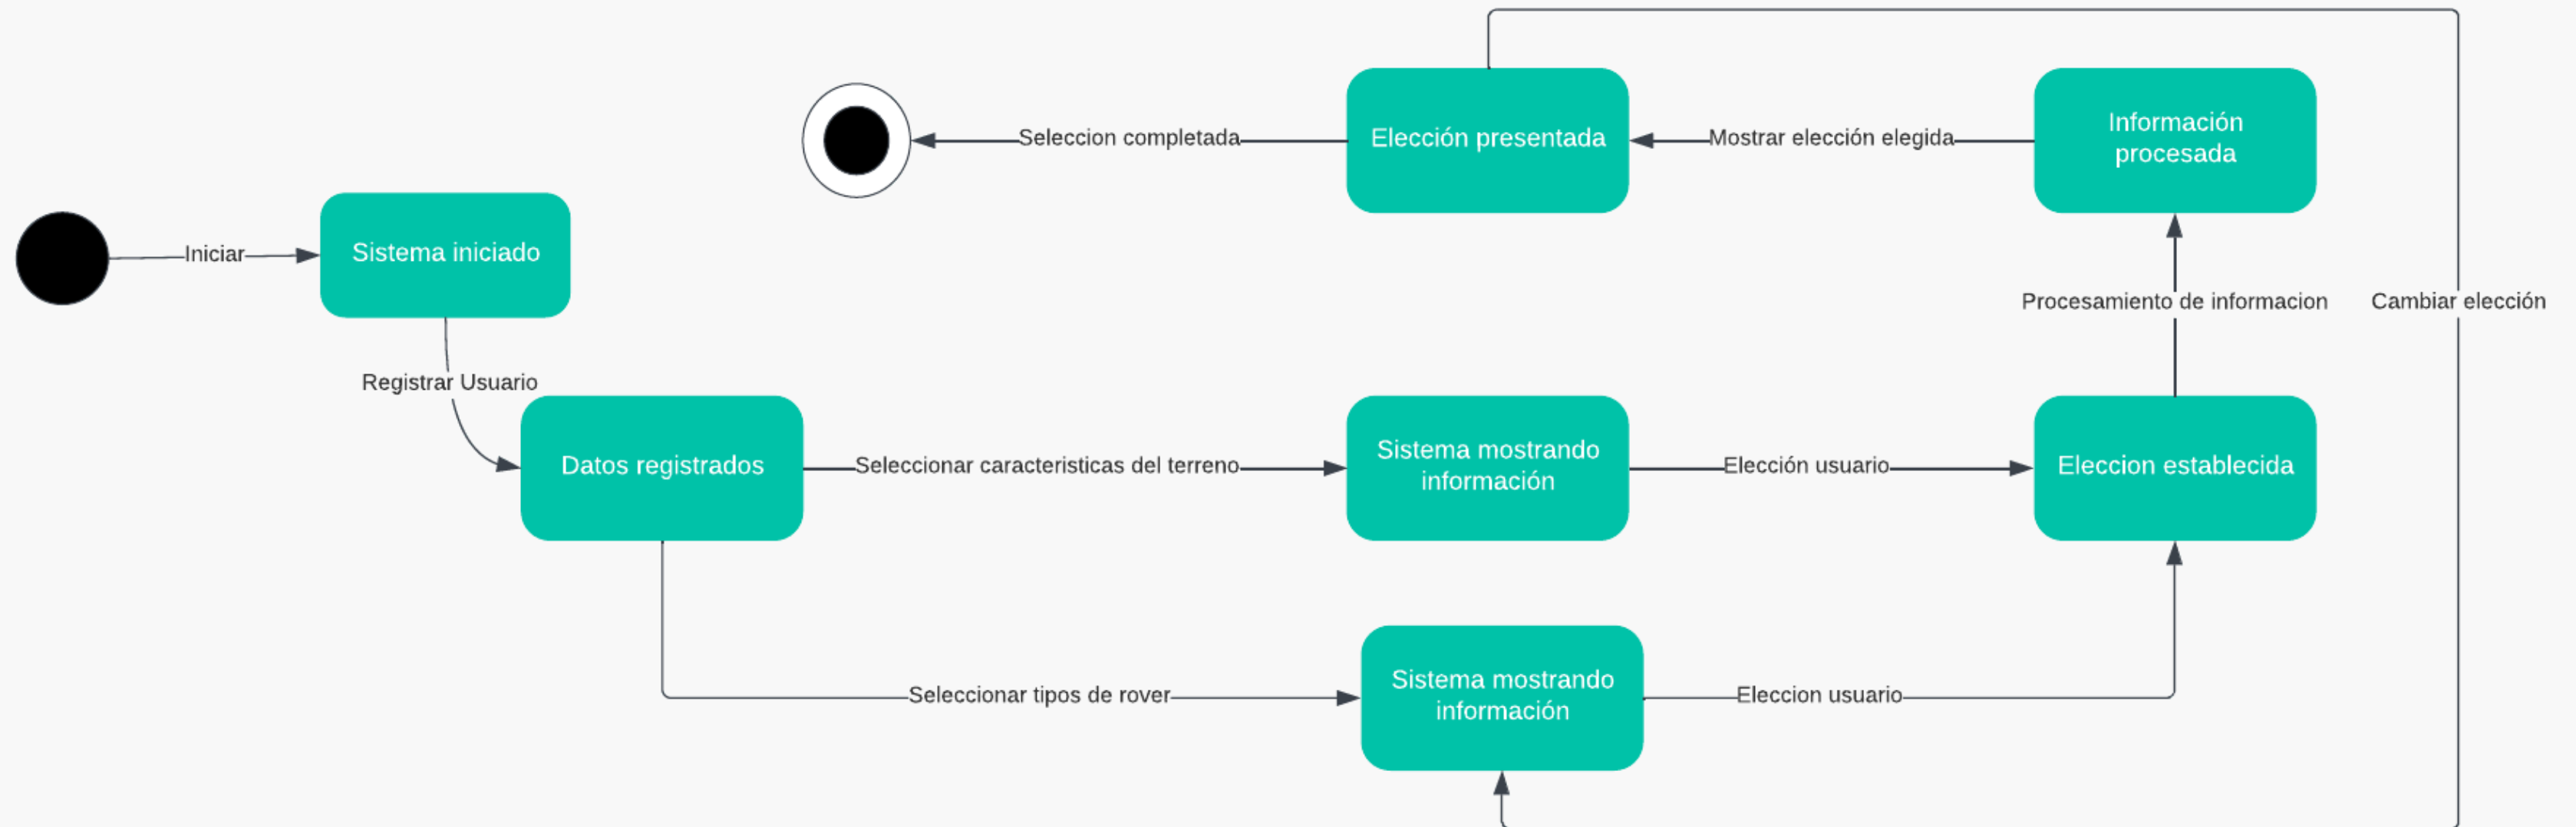 Seleccion completada
Elección presentada
Mostrar elección elegida
Información
procesada
Iniciar
Sistema iniciado
Procesamiento de informacion
Cambiar elección
Registrar Usuario
Datos registrados
Seleccionar caracteristicas del terreno
Sistema mostrando
información
Elección usuario
Eleccion establecida
Seleccionar tipos de rover
Sistema mostrando
información
Eleccion usuario